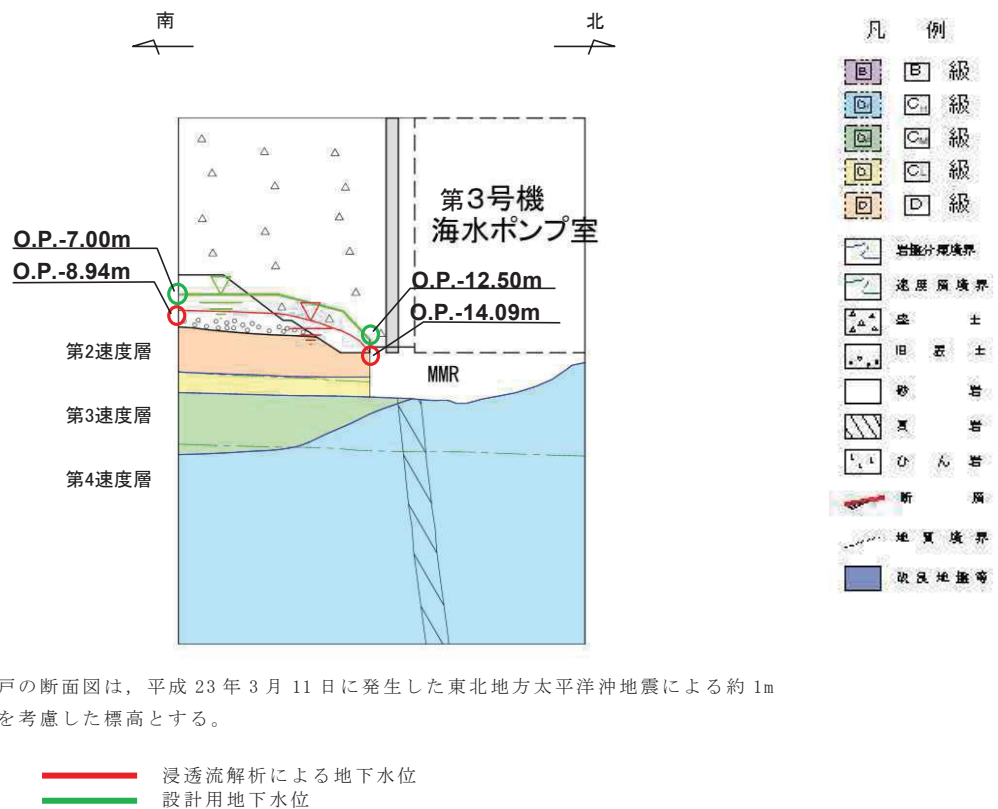 南
北
第3号機
海水ポンプ室
O.P.-7.00m
O.P.-8.94m
O.P.-12.50m
O.P.-14.09m
第2速度層
MMR
第3速度層
第4速度層
凡 例
B B 級
CH CH 級
CM CM 級
CL CL 級
D D 級
岩盤分類境界
速度層境界
盛 土
旧 表 土
砂 岩
頁 岩
ひ ん 岩
断 層
地 質 境 界
改 良 地 盤 等
戸の断面図は，平成 23 年 3 月 11 日に発生した東北地方太平洋沖地震による約 1m
を考慮した標高とする。
浸透流解析による地下水位
設計用地下水位